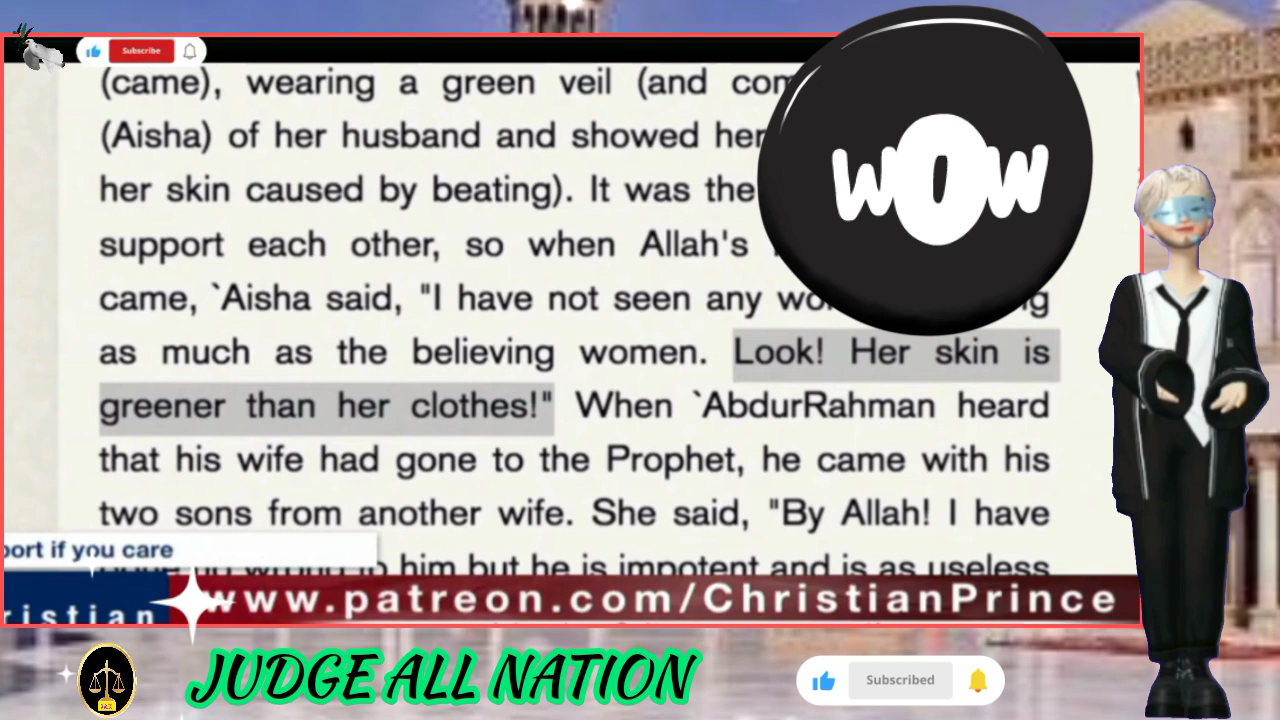 Subscribe
(came), wearing a green veil (and com
(Aisha) of her husband and showed her
her skin caused by beating). It was the
support each other, so when Allah's
came, `Aisha said, "I have not seen any
as much as the believing women. Look! Her skin is
greener than her clothes!" When `AbdurRahman heard
that his wife had gone to the Prophet, he came with his
two sons from another wife. She said, "By Allah! I have
him but he is impotent and is as useless
WOW
port if you care
ristian
www.patreon.com/ChristianPrince
JUDGE ALL NATION
Subscribed